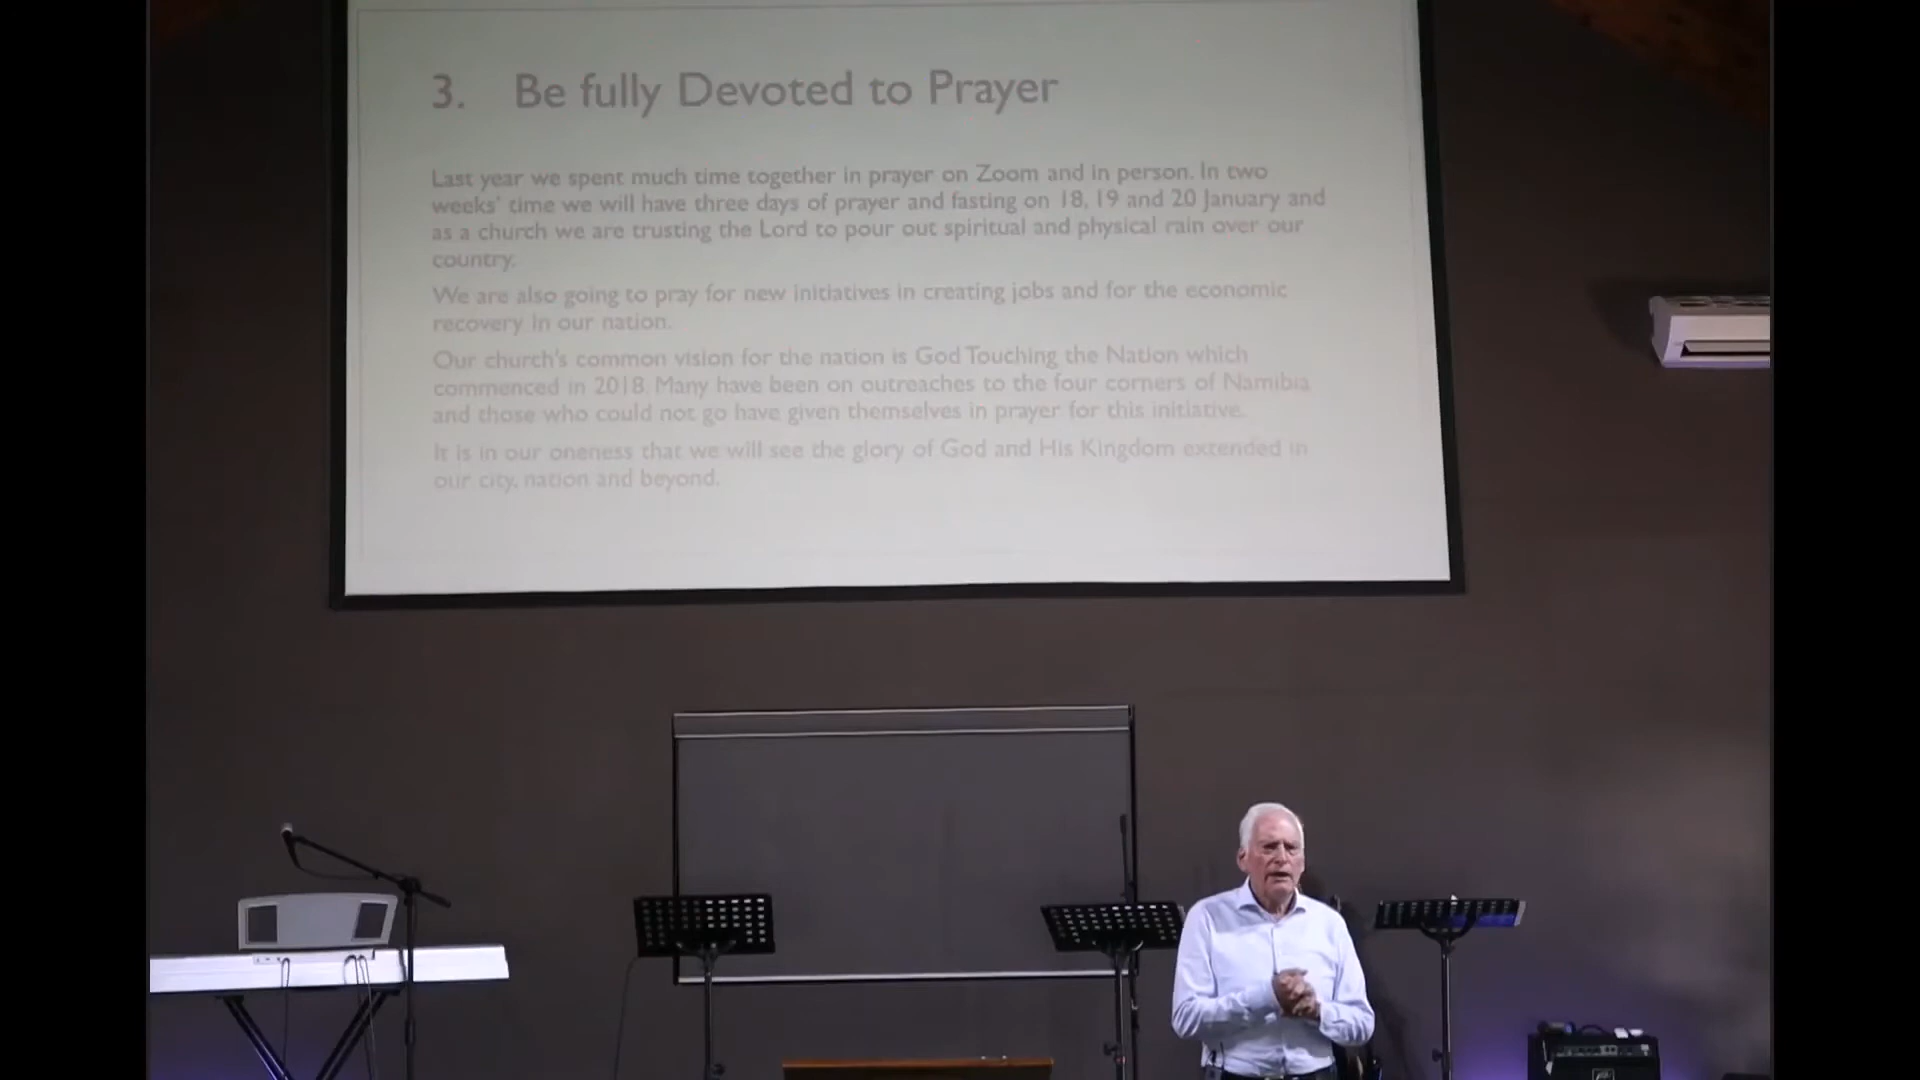 3. Be fully Devoted to Prayer
Last year we spent much time together in prayer on Zoom and in person. In two
weeks' time we will have three days of prayer and fasting on 18, 19 and 20 January and
as a church we are trusting the Lord to pour out spiritual and physical rain over our
country.
We are also going to pray for new initiatives in creating jobs and for the economic
recovery in our nation.
Our church's common vision for the nation is God Touching the Nation which
commenced in 2018. Many have been on outreaches to the four corners of Namibia
and those who could not go have given themselves in prayer for this initiative.
It is in our oneness that we will see the glory of God and His Kingdom extended in
our city, nation and beyond.